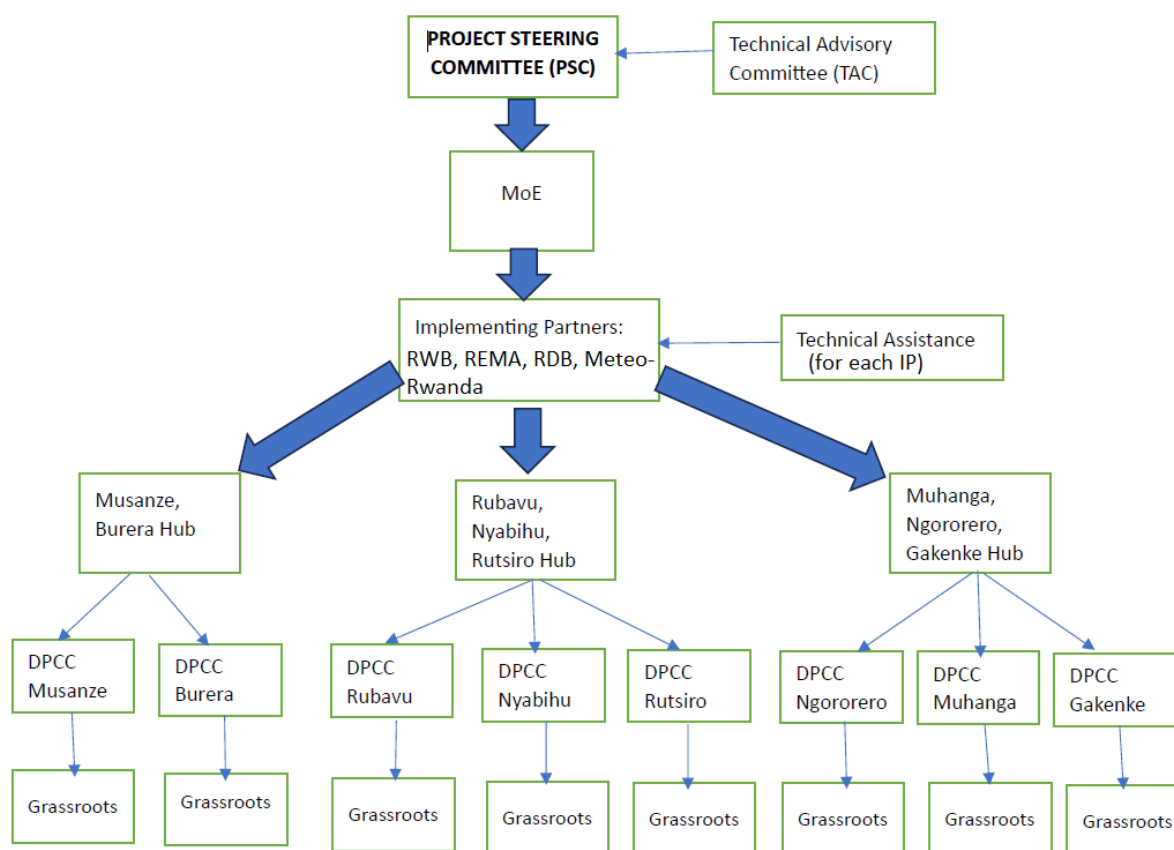 PROJECT STEERING
COMMITTEE (PSC)
Technical Advisory
Committee (TAC)
MoE
Implementing Partners:
RWB, REMA, RDB, Meteo-
Rwanda
Technical Assistance
(for each IP)
Musanze,
Burera Hub
Rubavu,
Nyabihu,
Rutsiro Hub
Muhanga,
Ngororero,
Gakenke Hub
DPCC
Musanze
DPCC
Burera
DPCC
Rubavu
DPCC
Nyabihu
DPCC
Rutsiro
DPCC
Ngororero
DPCC
Muhanga
DPCC
Gakenke
Grassroots
Grassroots
Grassroots
Grassroots
Grassroots
Grassroots
Grassroots
Grassroots